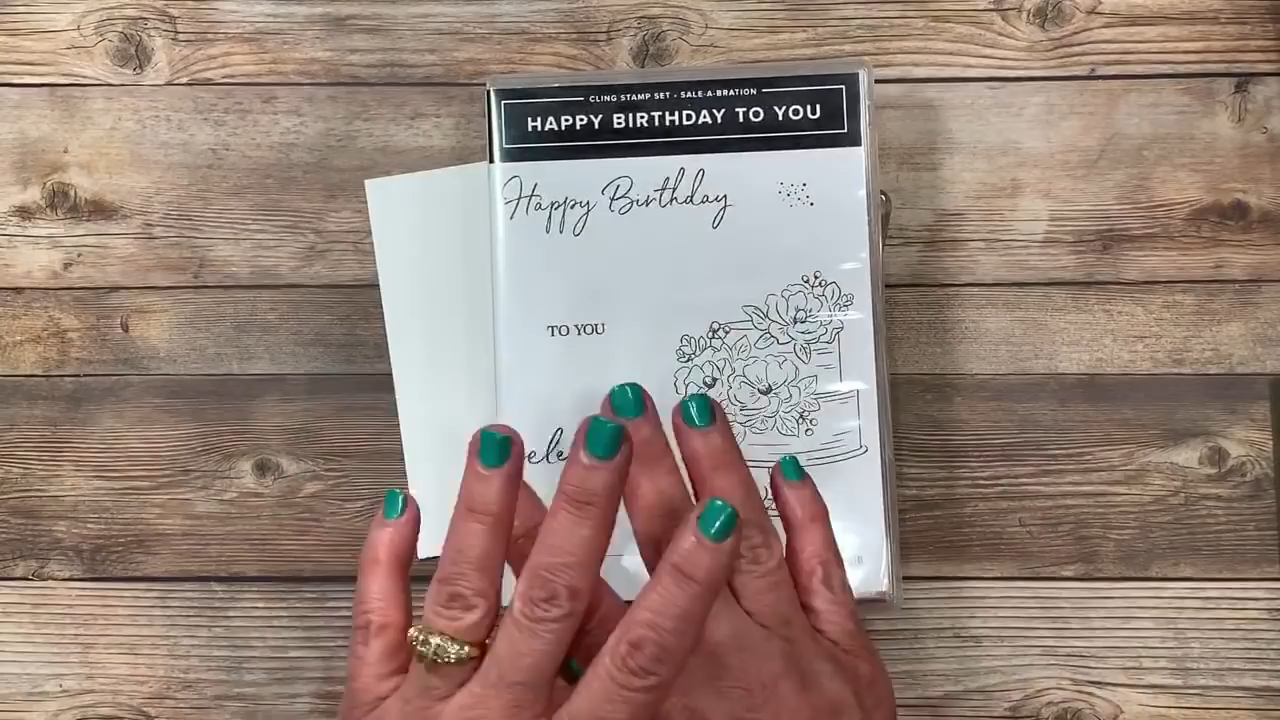 CLING STAMP SET • SALE-A-BRATION
HAPPY BIRTHDAY TO YOU
Happy Birthday
TO YOU